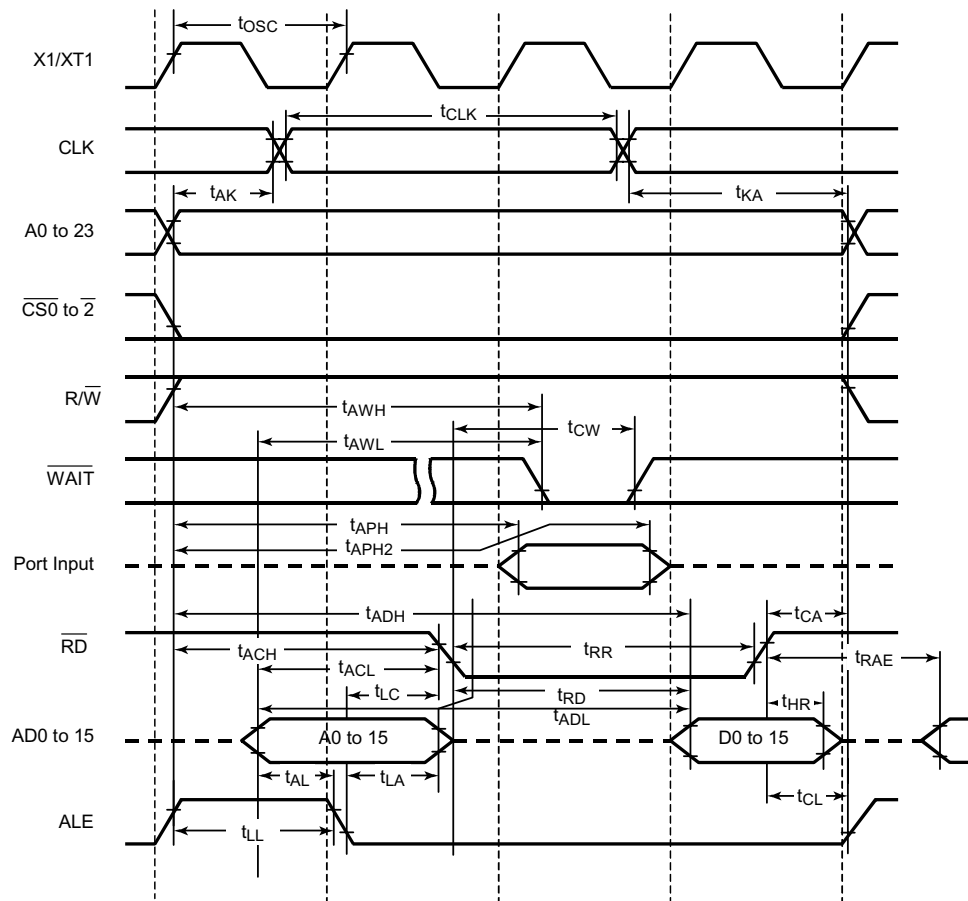 tOSC
X1/XT1
tCLK
CLK
tAK
tKA
A0 to 23
CS0 to 2
R/W
tAWH
tCW
tAWL
WAIT
tAPH
tAPH2
Port Input
tADH
tCA
RD
tACH
tRR
tACL
tRAE
tLC
tRD
tHR
tADL
AD0 to 15
A0 to 15
D0 to 15
tAL
tLA
tCL
ALE
tLL